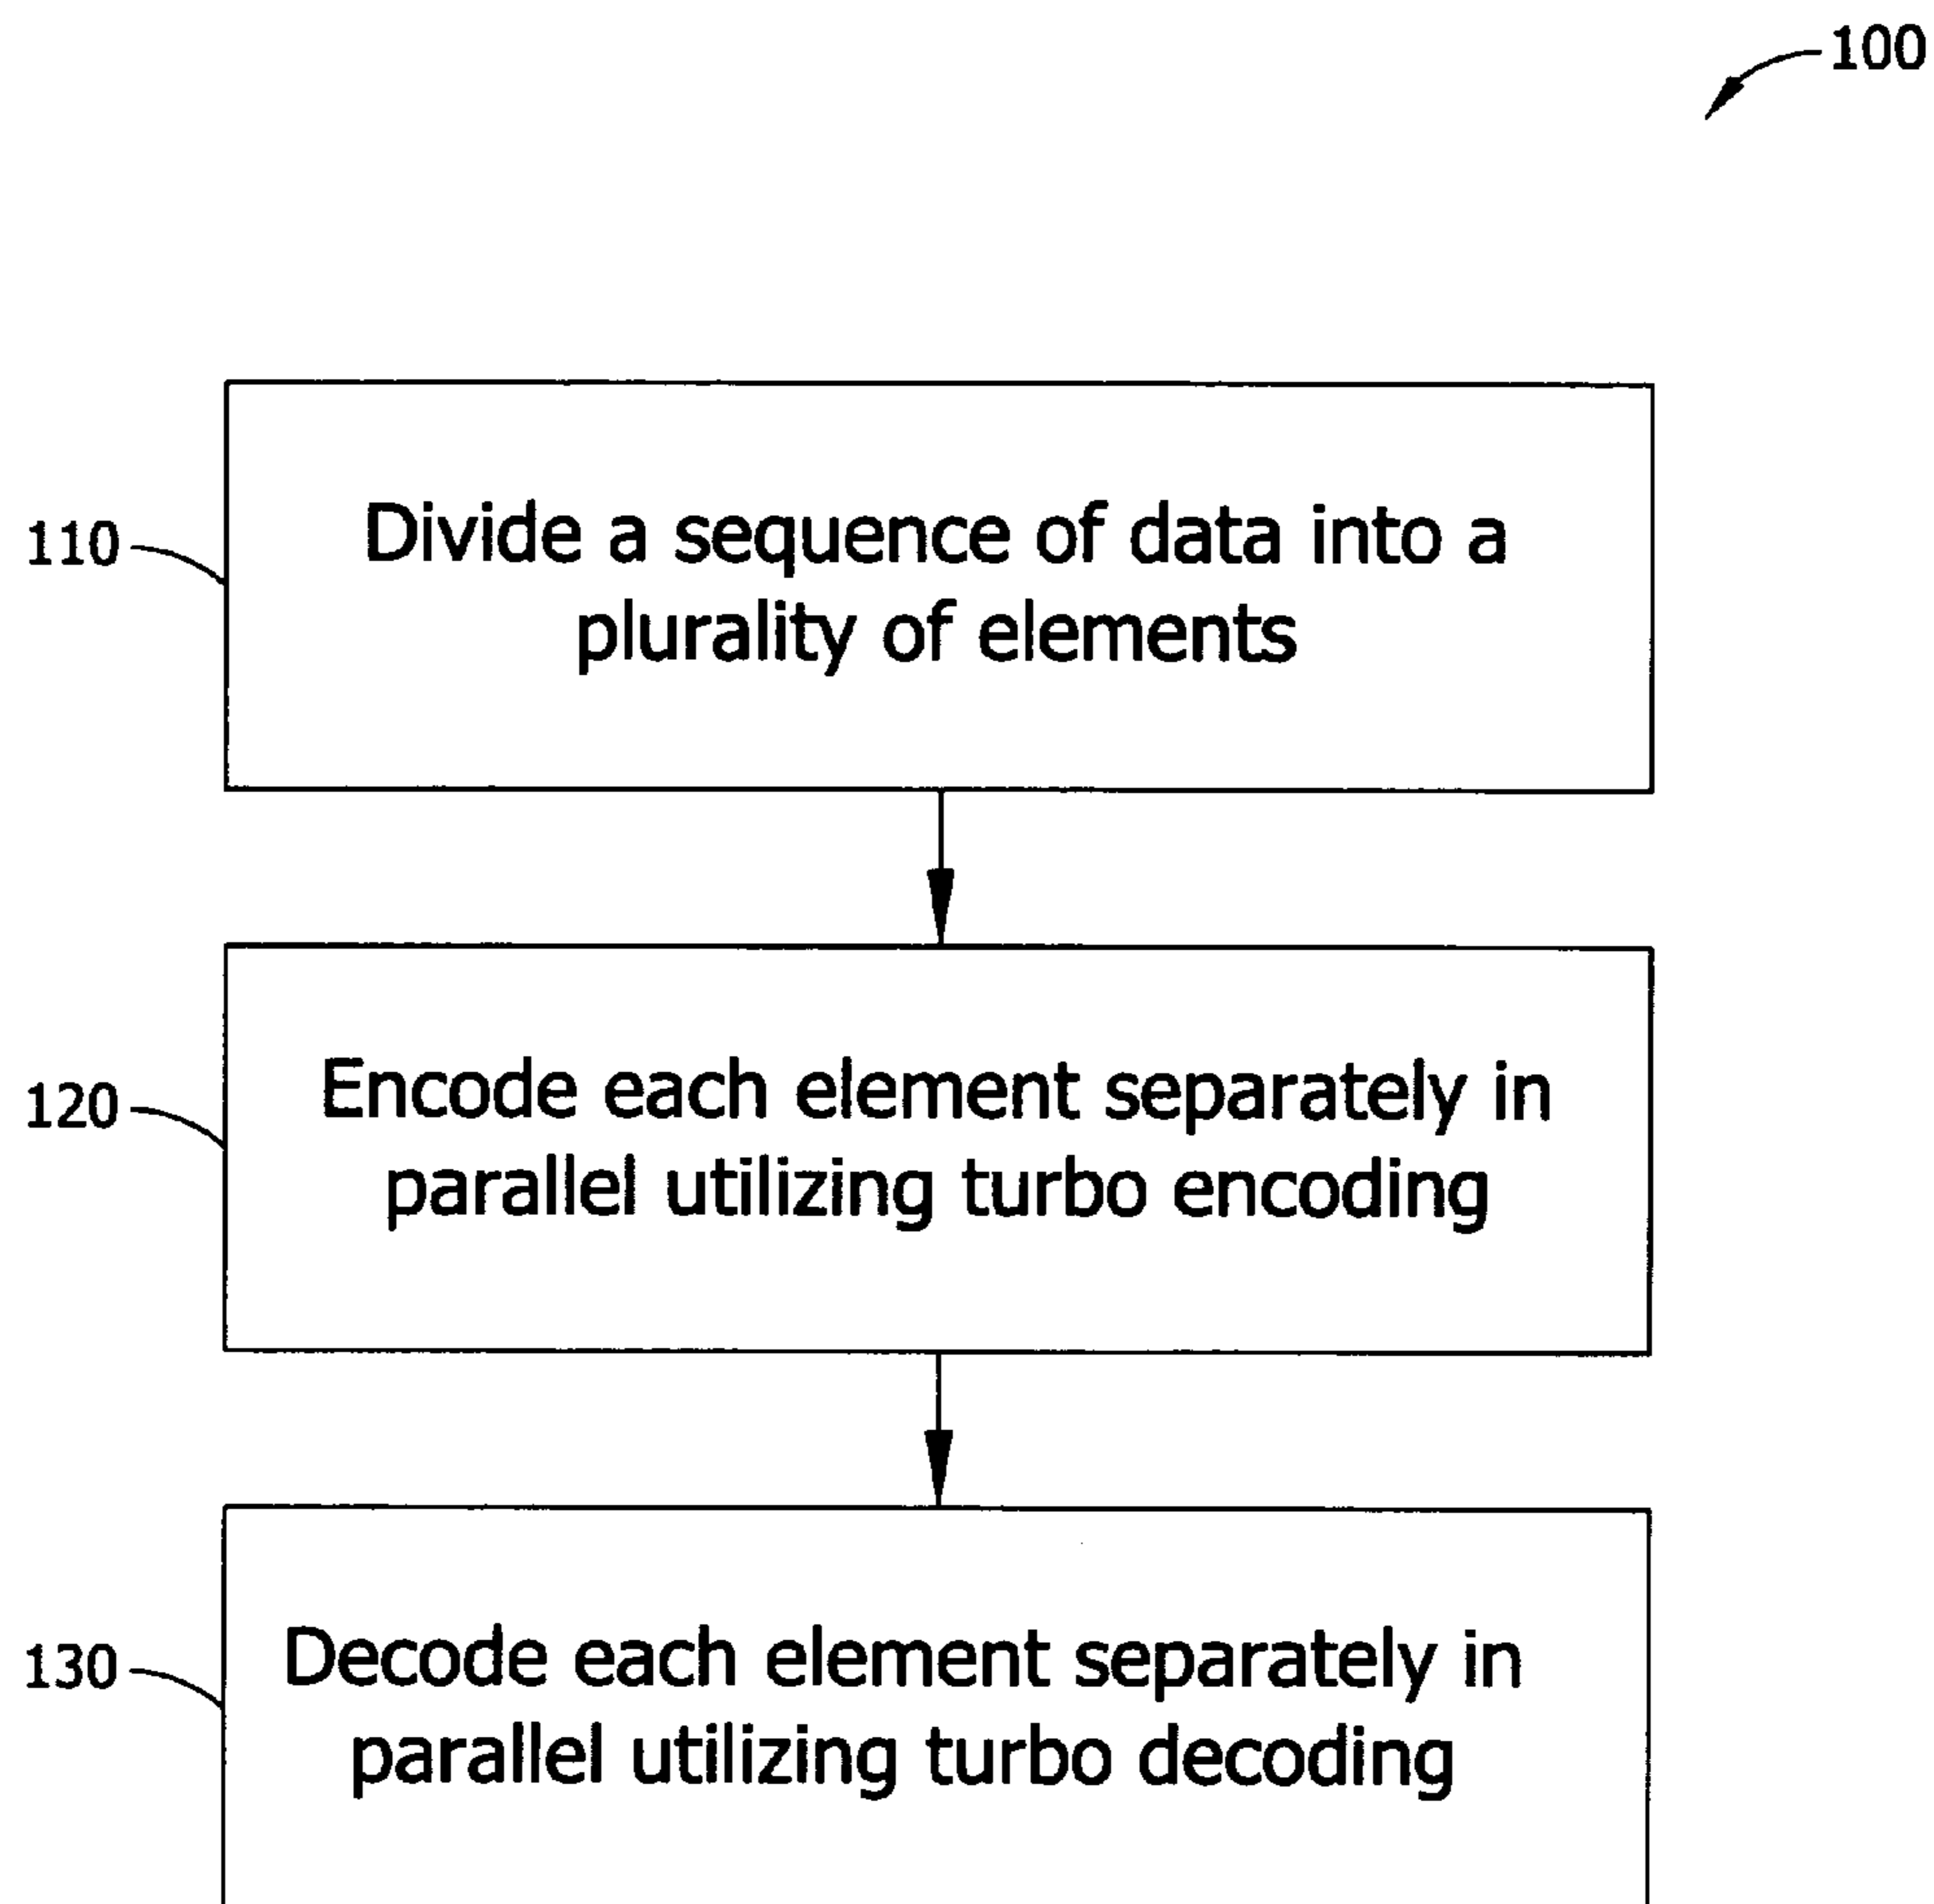 100
110
Divide a sequence of data into a
plurality of elements
120
Encode each element separately in
parallel utilizing turbo encoding
130
Decode each element separately in
parallel utilizing turbo decoding